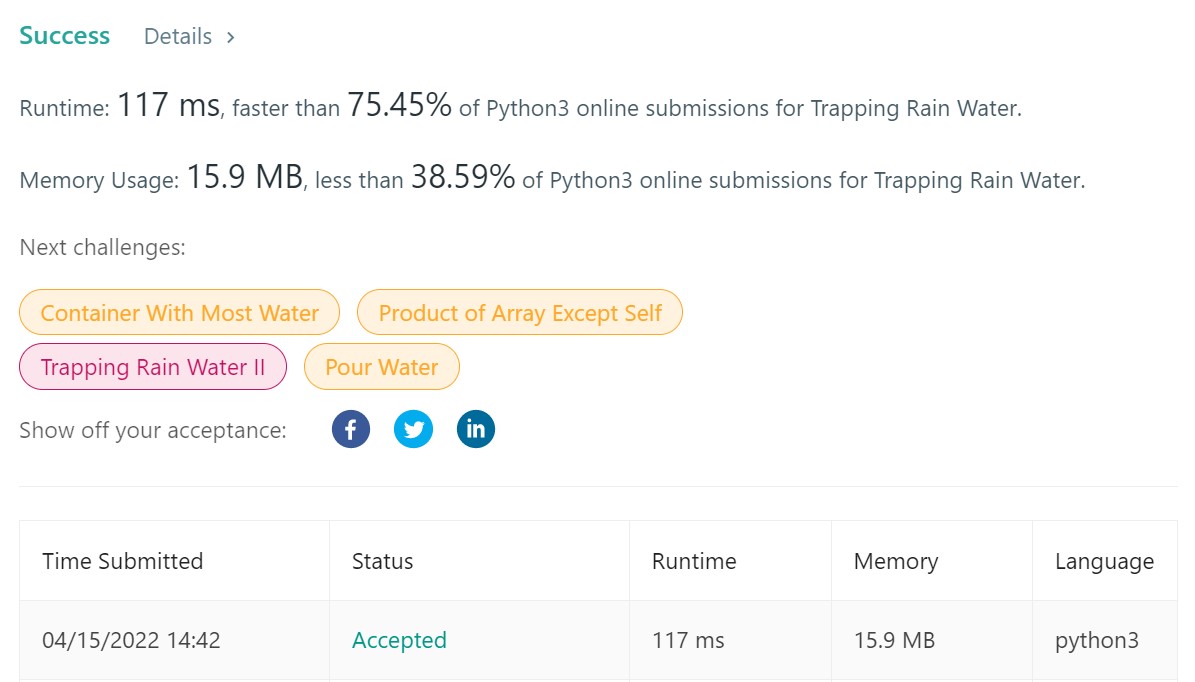 Success Details >
Runtime: 117 ms, faster than 75.45% of Python3 online submissions for Trapping Rain Water.
Memory Usage: 15.9 MB, less than 38.59% of Python3 online submissions for Trapping Rain Water.
Next challenges:
Container With Most Water Product of Array Except Self
Trapping Rain Water II Pour Water
Show off your acceptance: f in
Time Submitted Status Runtime Memory Language
04/15/2022 14:42 Accepted 117 ms 15.9 MB python3